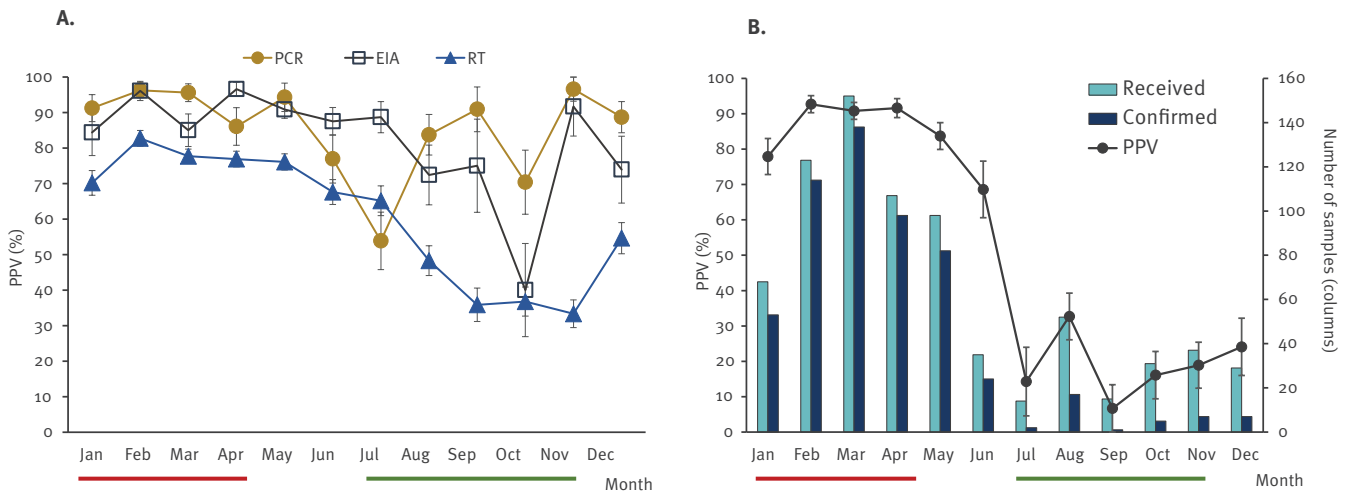 A.
PCR EIA RT
100
90
80
70
60
50
40
30
20
10
0
PPV (%)
Jan Feb Mar Apr May Jun Jul Aug Sep Oct Nov Dec
Month
B.
Received
Confirmed
PPV
100
90
80
70
60
50
40
30
20
10
0
PPV (%)
160
140
120
100
80
60
40
20
0
Number of samples (columns)
Jan Feb Mar Apr May Jun Jul Aug Sep Oct Nov Dec
Month